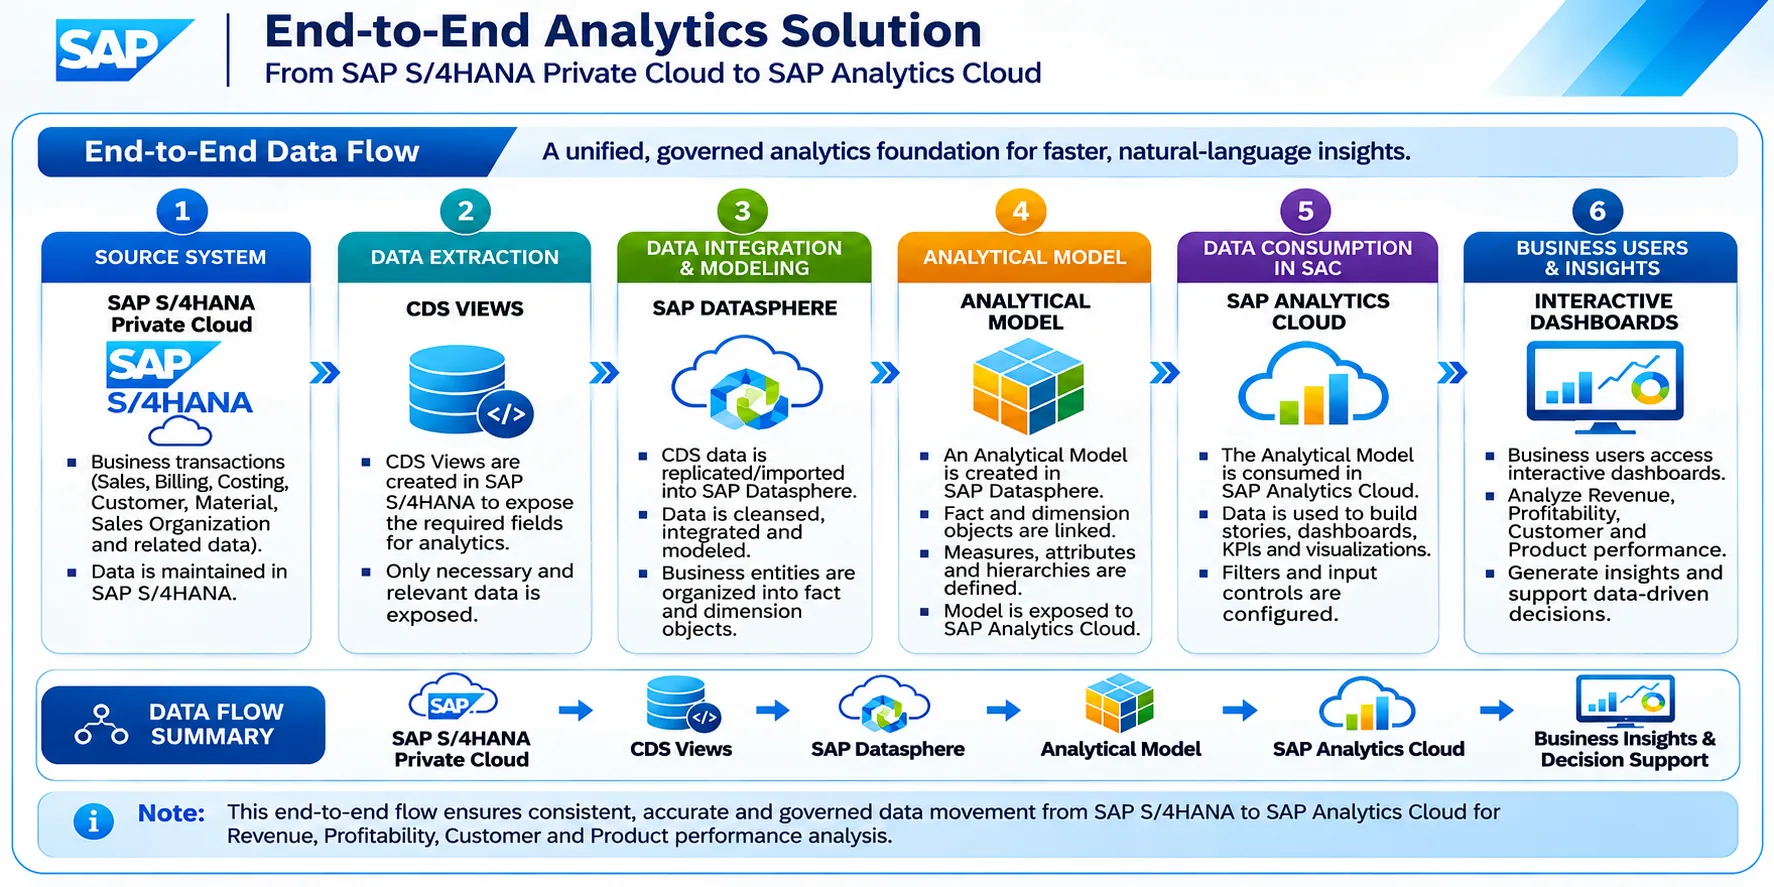 SAP
End-to-End Analytics Solution
From SAP S/4HANA Private Cloud to SAP Analytics Cloud
End-to-End Data Flow
A unified, governed analytics foundation for faster, natural-language insights.
1
SOURCE SYSTEM
SAP S/4HANA
Private Cloud
SAP
S/4HANA
▪ Business transactions
(Sales, Billing, Costing,
Customer, Material,
Sales Organization
and related data).
▪ Data is maintained in
SAP S/4HANA.
2
DATA EXTRACTION
CDS VIEWS
</>
▪ CDS Views are
created in SAP
S/4HANA to expose
the required fields
for analytics.
▪ Only necessary and
relevant data is
exposed.
3
DATA INTEGRATION
& MODELING
SAP DATASPHERE
▪ CDS data is
replicated/imported
into SAP Datasphere.
▪ Data is cleansed,
integrated and
modeled.
▪ Business entities are
organized into fact
and dimension
objects.
4
ANALYTICAL MODEL
ANALYTICAL
MODEL
▪ An Analytical Model
is created in
SAP Datasphere.
▪ Fact and dimension
objects are linked.
▪ Measures, attributes
and hierarchies are
defined.
▪ Model is exposed to
SAP Analytics Cloud.
5
DATA CONSUMPTION
IN SAC
SAP ANALYTICS
CLOUD
▪ The Analytical Model
is consumed in
SAP Analytics Cloud.
▪ Data is used to build
stories, dashboards,
KPIs and visualizations.
▪ Filters and input
controls are
configured.
6
BUSINESS USERS
& INSIGHTS
INTERACTIVE
DASHBOARDS
▪ Business users access
interactive dashboards.
▪ Analyze Revenue,
Profitability,
Customer and
Product performance.
▪ Generate insights and
support data-driven
decisions.
DATA FLOW
SUMMARY
SAP
SAP S/4HANA
Private Cloud
</>
CDS Views
SAP Datasphere
Analytical Model
SAP Analytics Cloud
Business Insights &
Decision Support
i
Note: This end-to-end flow ensures consistent, accurate and governed data movement from SAP S/4HANA to SAP Analytics Cloud for
Revenue, Profitability, Customer and Product performance analysis.